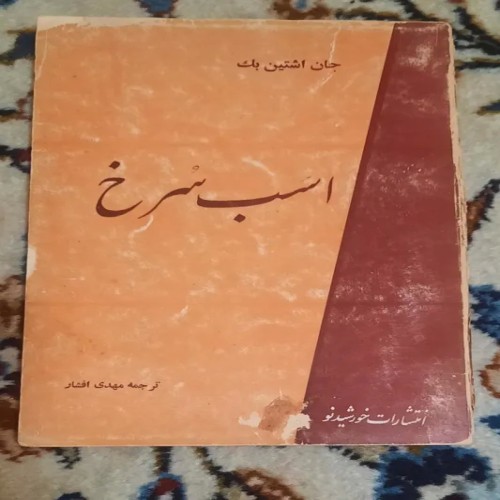 جان اشتین بک
اسب سرخ
ترجمه مهدی افشار
انتشارات خورشید نو